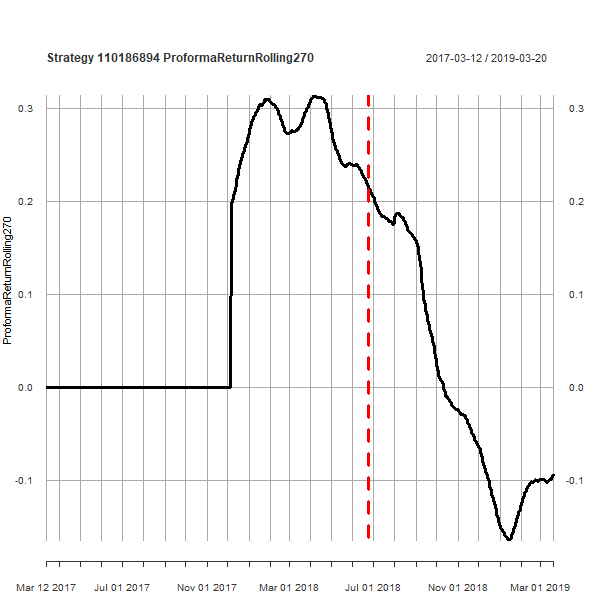 Strategy 110186894 ProformaReturnRolling270 2017-03-12 / 2019-03-20
0.3 0.3
0.2 0.2
0.1 0.1
0.0 0.0
-0.1 -0.1
ProformaReturnRolling270
Mar 12 2017 Jul 01 2017 Nov 01 2017 Mar 01 2018 Jul 01 2018 Nov 01 2018 Mar 01 2019